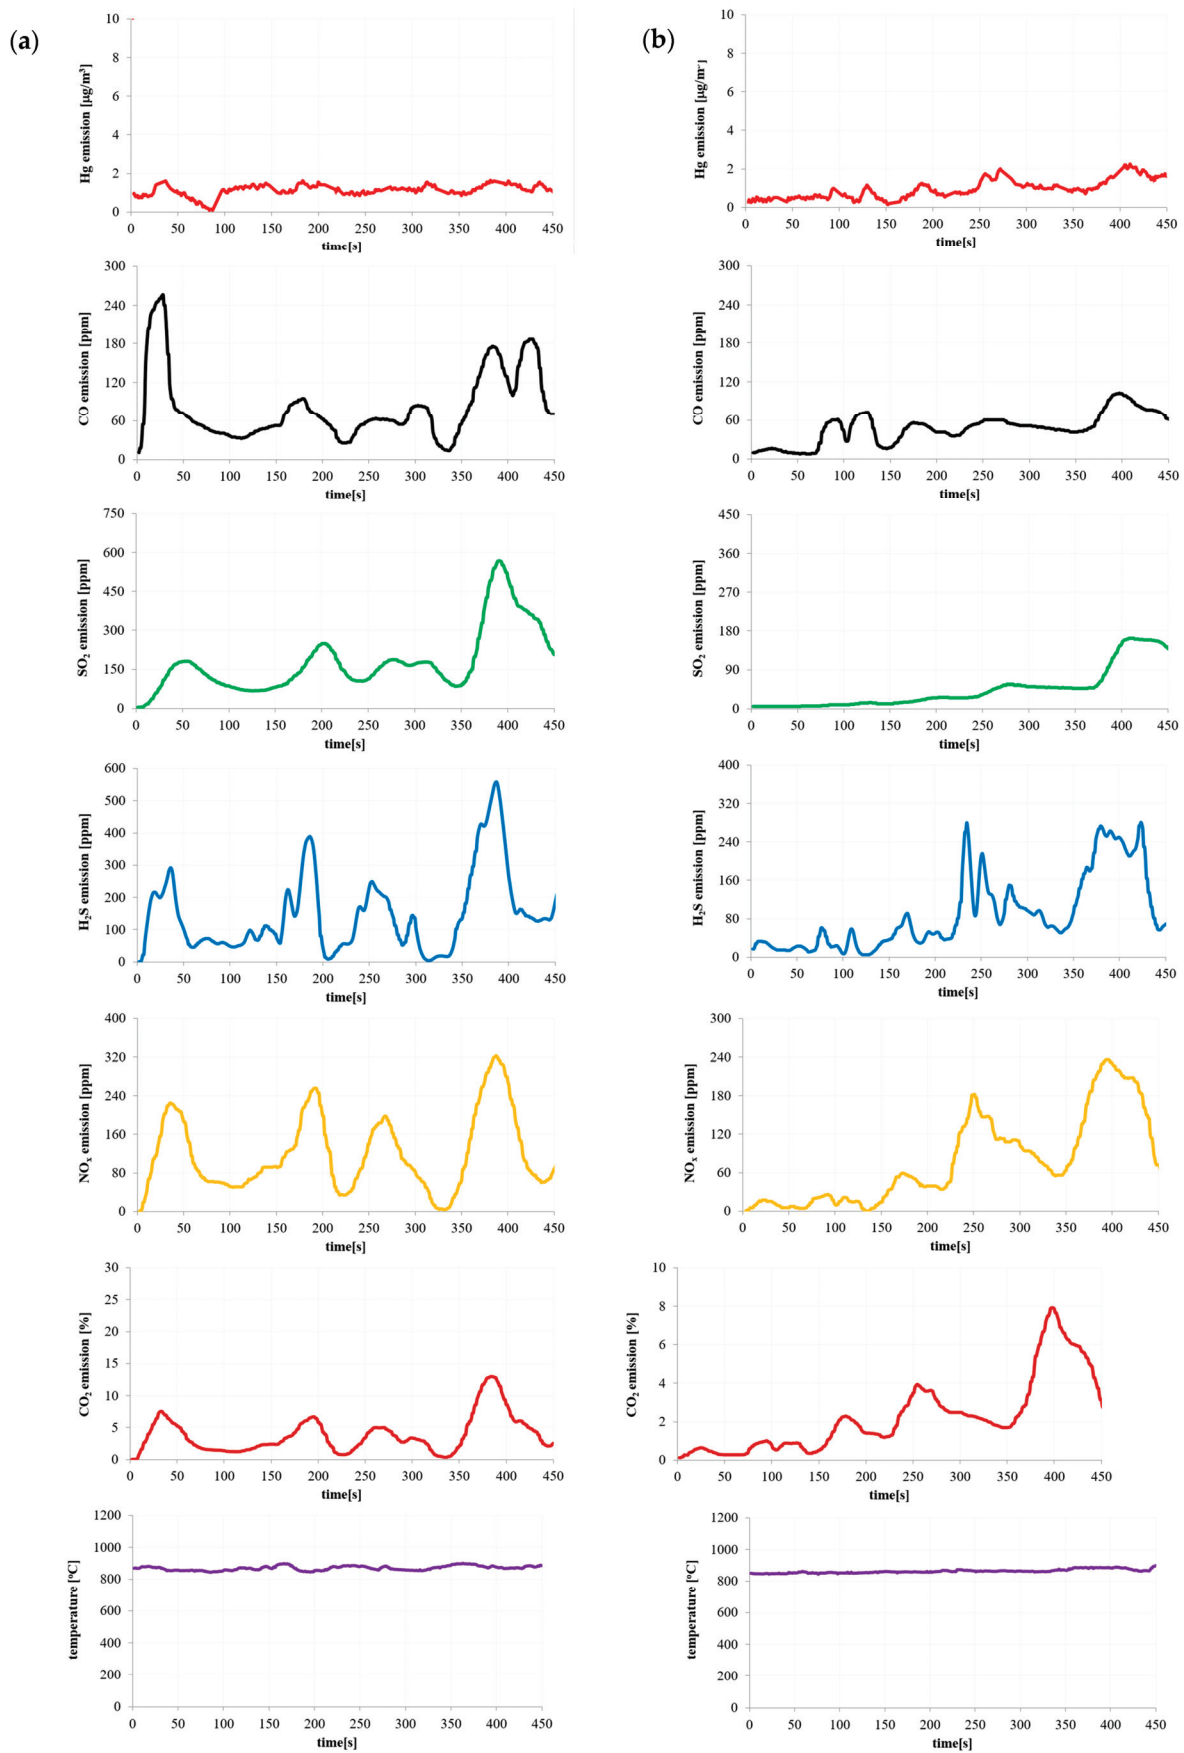 (a)
Hg emission [µg/m³]
10
8
6
4
2
0
0 50 100 150 200 250 300 350 400 450
time[s]
CO emission [ppm]
300
240
180
120
60
0
0 50 100 150 200 250 300 350 400 450
time[s]
SO₂ emission [ppm]
750
600
450
300
150
0
0 50 100 150 200 250 300 350 400 450
time[s]
H₂S emission [ppm]
600
500
400
300
200
100
0
0 50 100 150 200 250 300 350 400 450
time[s]
NOₓ emission [ppm]
400
320
240
160
80
0
0 50 100 150 200 250 300 350 400 450
time[s]
CO₂ emission [%]
30
25
20
15
10
5
0
0 50 100 150 200 250 300 350 400 450
time[s]
temperature [°C]
1200
1000
800
600
400
200
0
0 50 100 150 200 250 300 350 400 450
time[s]
(b)
Hg emission [µg/m³]
10
8
6
4
2
0
0 50 100 150 200 250 300 350 400 450
time[s]
CO emission [ppm]
300
240
180
120
60
0
0 50 100 150 200 250 300 350 400 450
time[s]
SO₂ emission [ppm]
450
360
270
180
90
0
0 50 100 150 200 250 300 350 400 450
time[s]
H₂S emission [ppm]
400
320
240
160
80
0
0 50 100 150 200 250 300 350 400 450
time[s]
NOₓ emission [ppm]
300
240
180
120
60
0
0 50 100 150 200 250 300 350 400 450
time[s]
CO₂ emission [%]
10
8
6
4
2
0
0 50 100 150 200 250 300 350 400 450
time[s]
temperature [°C]
1200
1000
800
600
400
200
0
0 50 100 150 200 250 300 350 400 450
time[s]